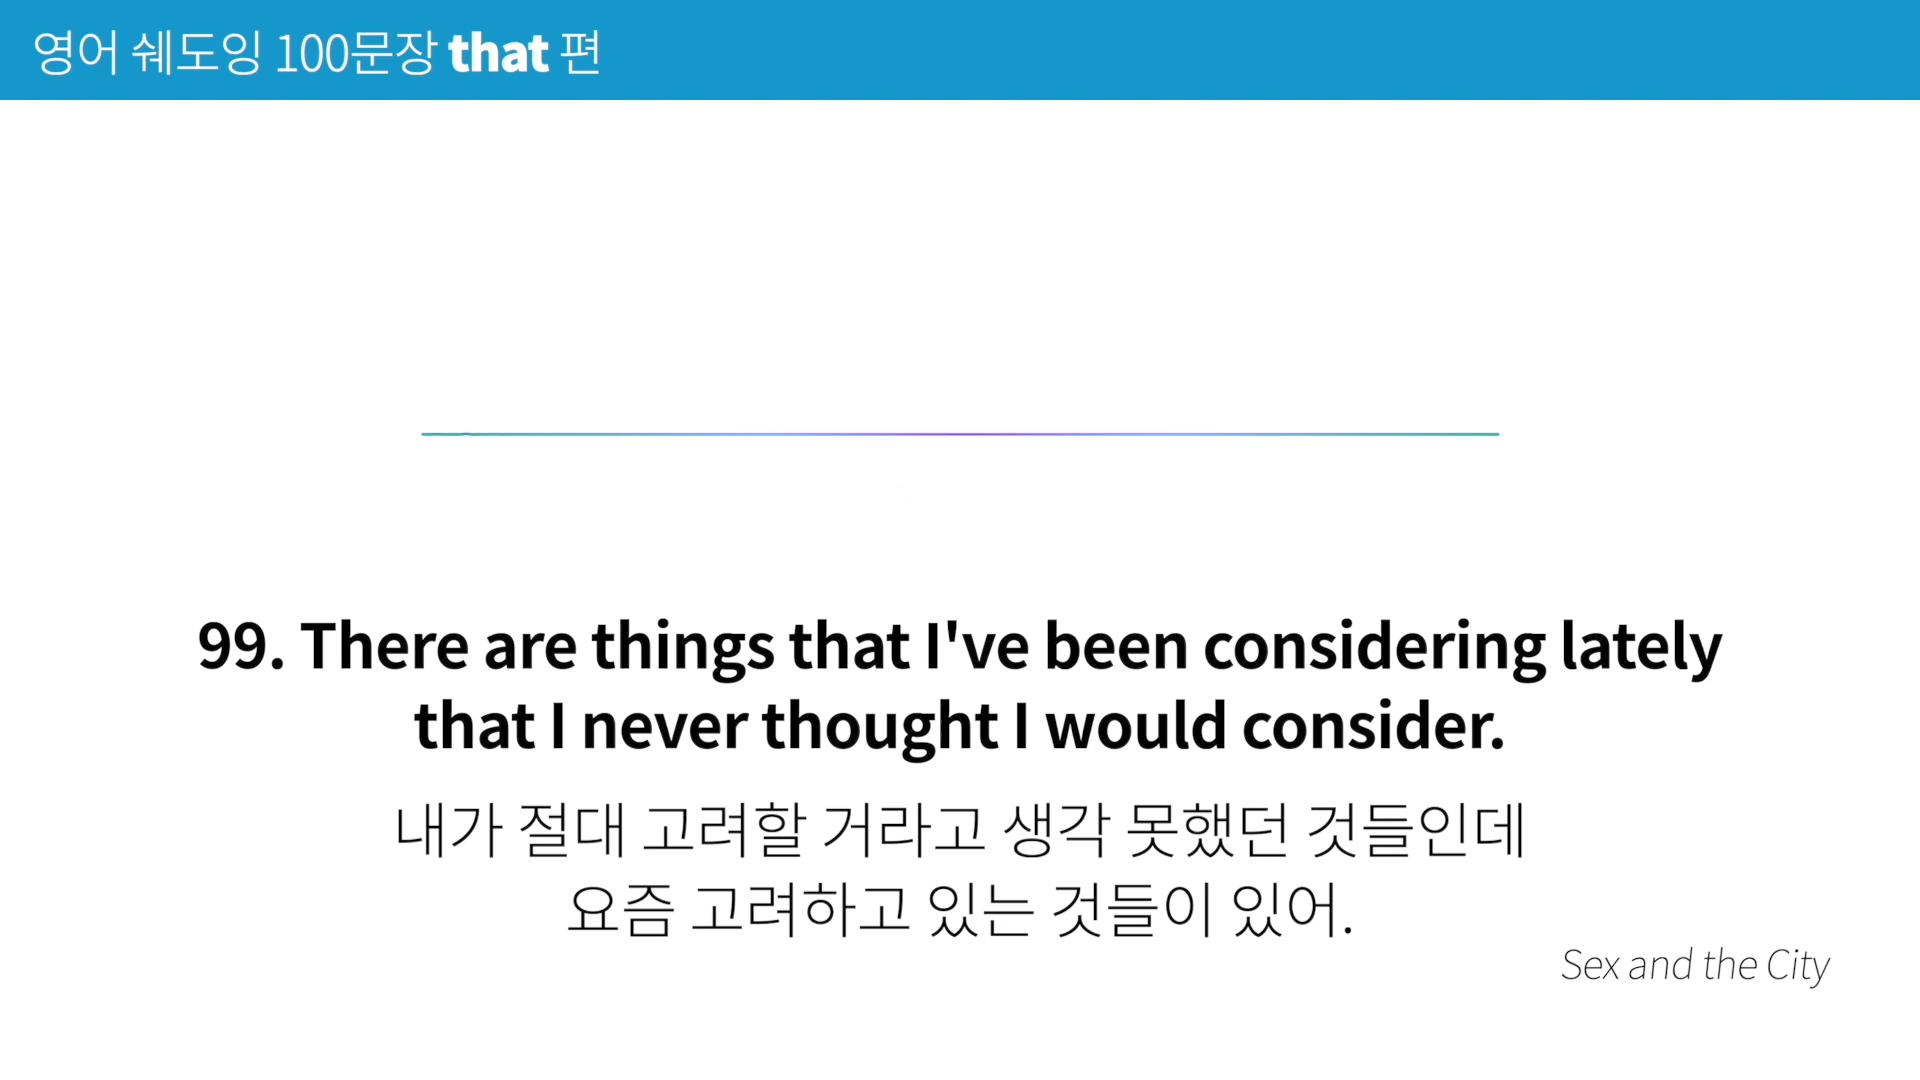 영어 쉐도잉 100문장 that 편
99. There are things that I've been considering lately
that I never thought I would consider.
내가 절대 고려할 거라고 생각 못했던 것들인데
요즘 고려하고 있는 것들이 있어.
Sex and the City